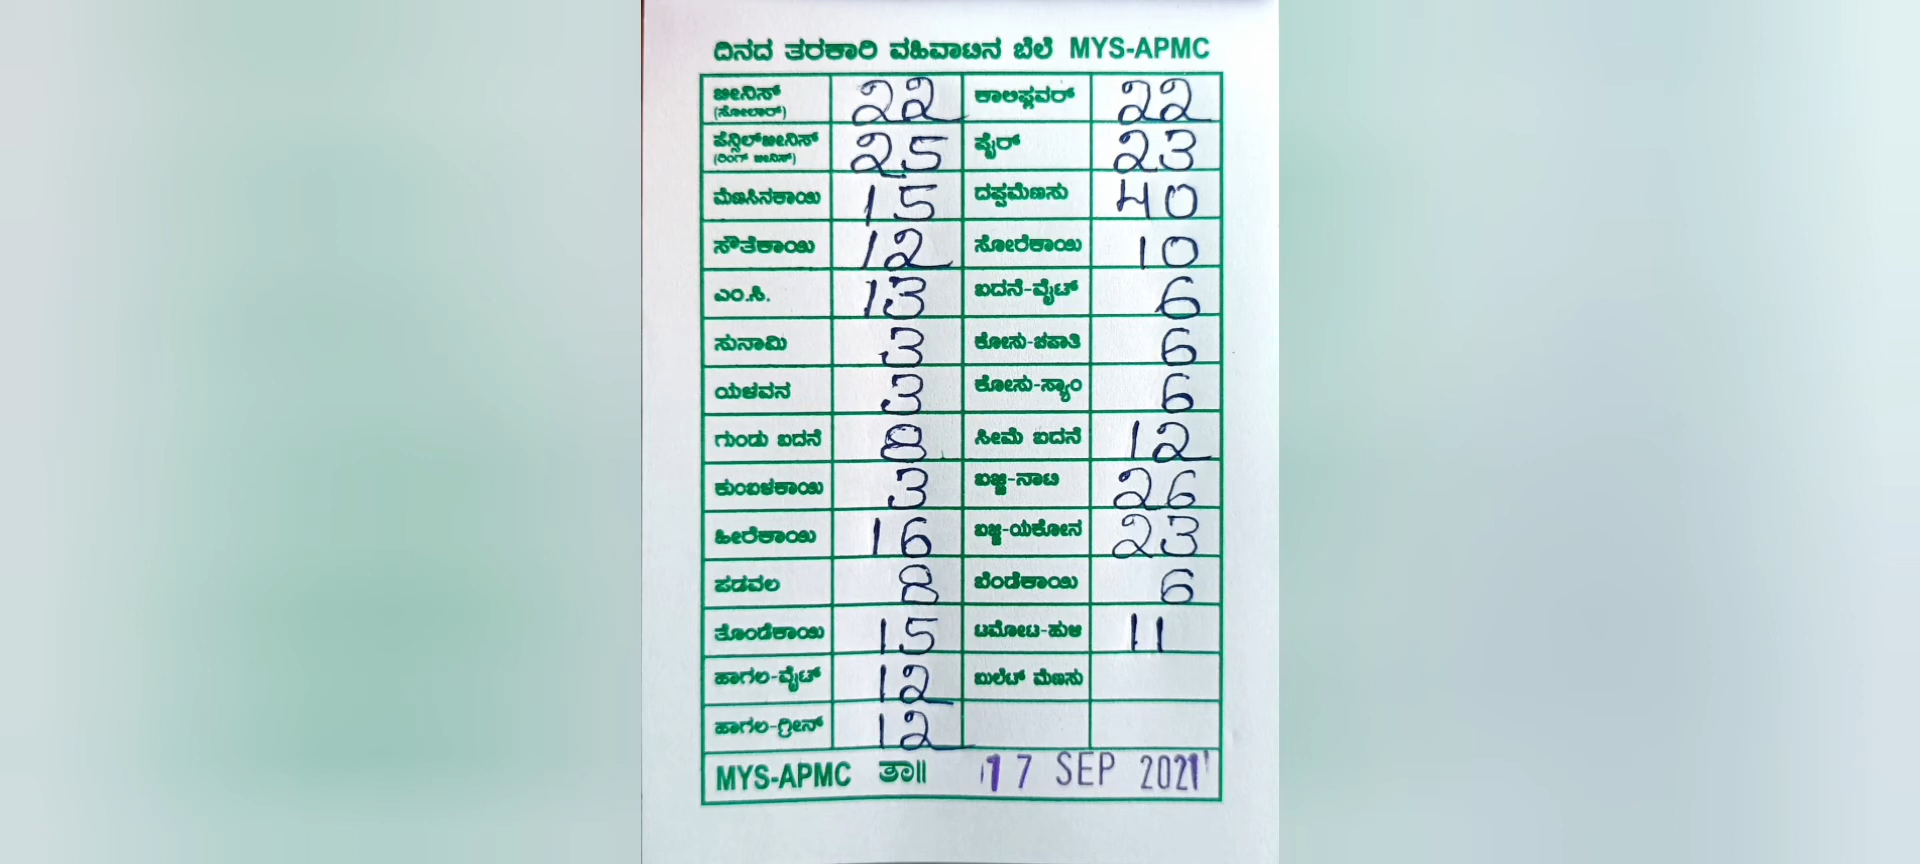 ದಿನದ ತರಕಾರಿ ವಹಿವಾಟಿನ ಬೆಲೆ MYS-APMC
ಬೀನಿಸ್ (ಸೋಲಾರ್) 22 ಕಾಲಿಫ್ಲವರ್ 22
ಪೆನ್ಸಿಲ್‌ಬೀನಿಸ್ (ರಿಂಗ್ ಬೀನಿಸ್) 25 ಪೈರ್ 23
ಮೆಣಸಿನಕಾಯಿ 15 ದಪ್ಪಮೆಣಸು 40
ಸೌತೆಕಾಯಿ 12 ಸೋರೆಕಾಯಿ 10
ಎಂ.ಸಿ. 13 ಬದನೆ-ವೈಟ್ 6
ಸುನಾಮಿ 3 ಕೋಸು-ಚಪಾತಿ 6
ಯಳವನ 3 ಕೋಸು-ಸ್ಯಾಂ 6
ಗುಂಡು ಬದನೆ 8 ಸೀಮೆ ಬದನೆ 12
ಕುಂಬಳಕಾಯಿ 3 ಬಜ್ಜಿ-ನಾಟಿ 26
ಹೀರೆಕಾಯಿ 16 ಬಜ್ಜಿ-ಯಕೋನ 23
ಪಡವಲ 8 ಬೆಂಡೆಕಾಯಿ 6
ತೊಂಡೆಕಾಯಿ 15 ಟಮೋಟ-ಹುಳಿ 11
ಹಾಗಲ-ವೈಟ್ 12 ಬುಲೆಟ್ ಮೆಣಸು
ಹಾಗಲ-ಗ್ರೀನ್ 12
MYS-APMC ತಾ॥ 17 SEP 2021